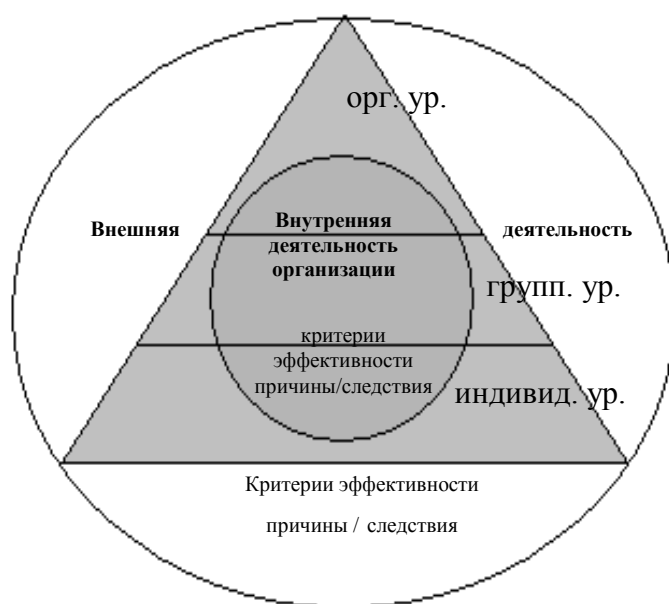 орг. ур.
Внешняя
Внутренняя
деятельность
организации
деятельность
групп. ур.
критерии
эффективности
причины/следствия
индивид. ур.
Критерии эффективности
причины / следствия